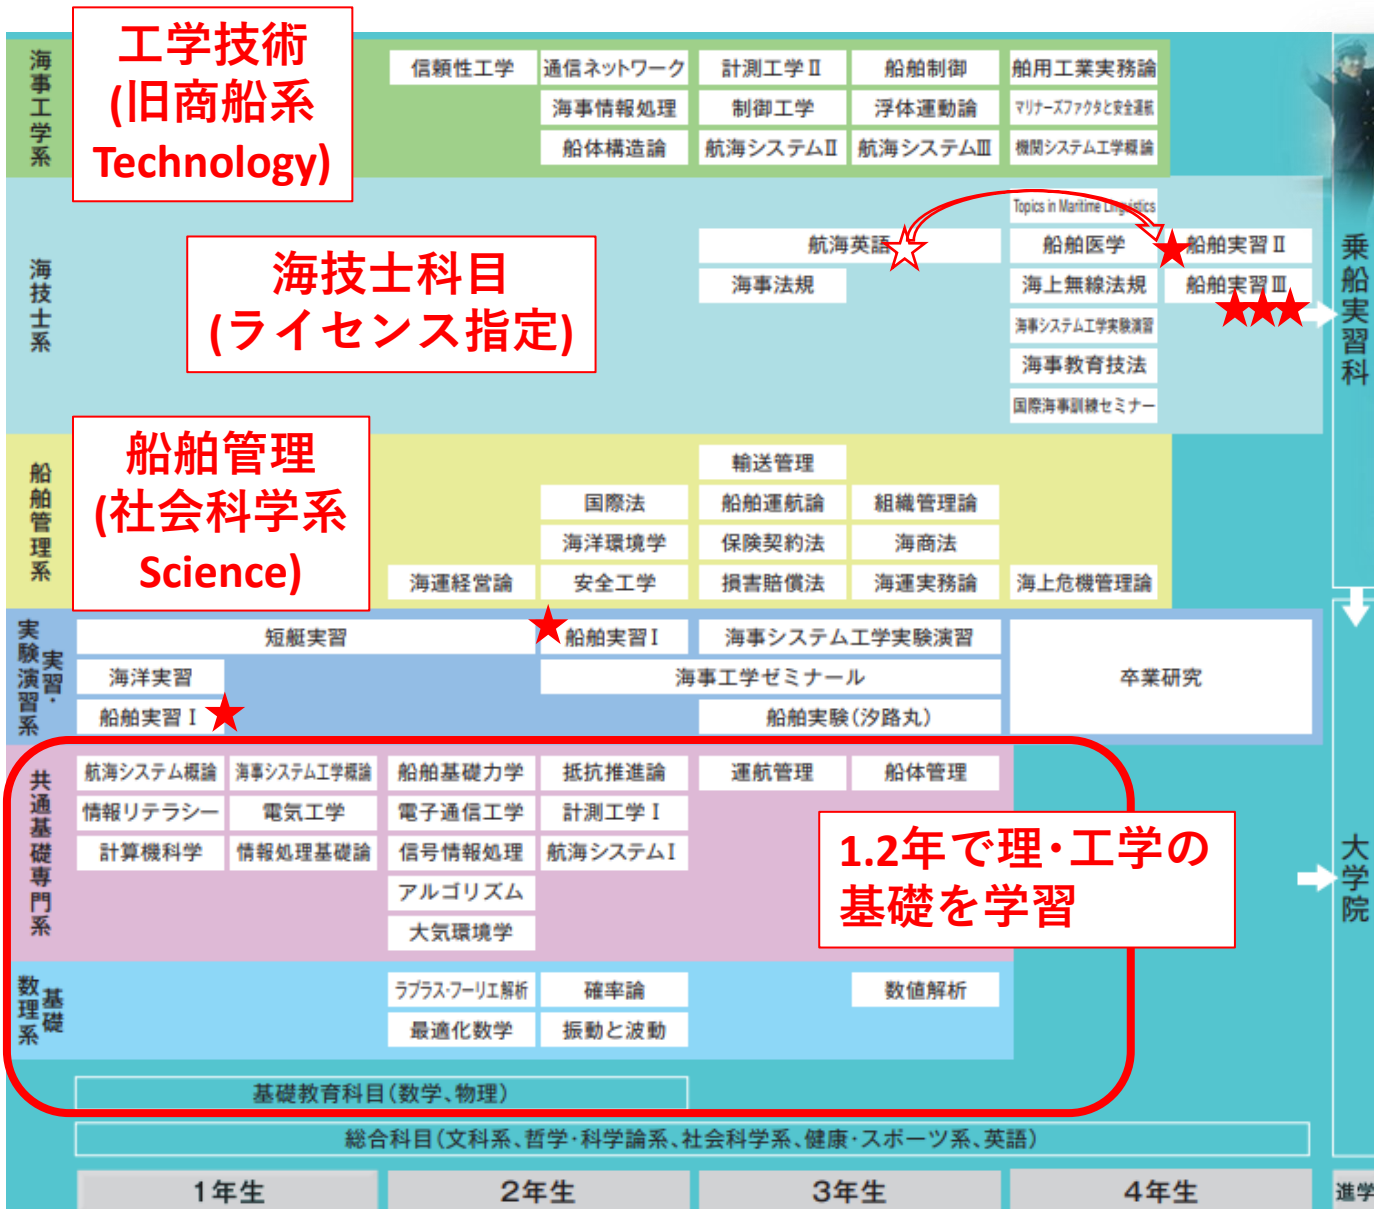 海事工学系
工学技術
(旧商船系
Technology)
信頼性工学 通信ネットワーク 計測工学Ⅱ 船舶制御 舶用工業実務論
海事情報処理 制御工学 浮体運動論 マリナーズファクタと安全運航
船体構造論 航海システムⅡ 航海システムⅢ 機関システム工学概論
海技士系
海技士科目
(ライセンス指定)
Topics in Maritime Linguistics
航海英語 船舶医学 船舶実習Ⅱ
海事法規 海上無線法規 船舶実習Ⅲ
海事システム工学実験演習
海事教育技法
国際海事訓練セミナー
乗船実習科
船舶管理系
船舶管理
(社会科学系
Science)
輸送管理
国際法 船舶運航論 組織管理論
海洋環境学 保険契約法 海商法
海運経営論 安全工学 損害賠償法 海運実務論 海上危機管理論
実験演習系
実習・
短艇実習 船舶実習Ⅰ 海事システム工学実験演習
海洋実習 海事工学ゼミナール 卒業研究
船舶実習Ⅰ 船舶実験(汐路丸)
共通基礎専門系
航海システム概論 海事システム工学概論 船舶基礎力学 抵抗推進論 運航管理 船体管理
情報リテラシー 電気工学 電子通信工学 計測工学Ⅰ
計算機科学 情報処理基礎論 信号情報処理 航海システムⅠ
アルゴリズム
大気環境学
1.2年で理・工学の
基礎を学習
大学院
数理系
基礎
ラプラス・フーリエ解析 確率論 数値解析
最適化数学 振動と波動
基礎教育科目(数学、物理)
総合科目(文科系、哲学・科学論系、社会科学系、健康・スポーツ系、英語)
1年生 2年生 3年生 4年生 進学